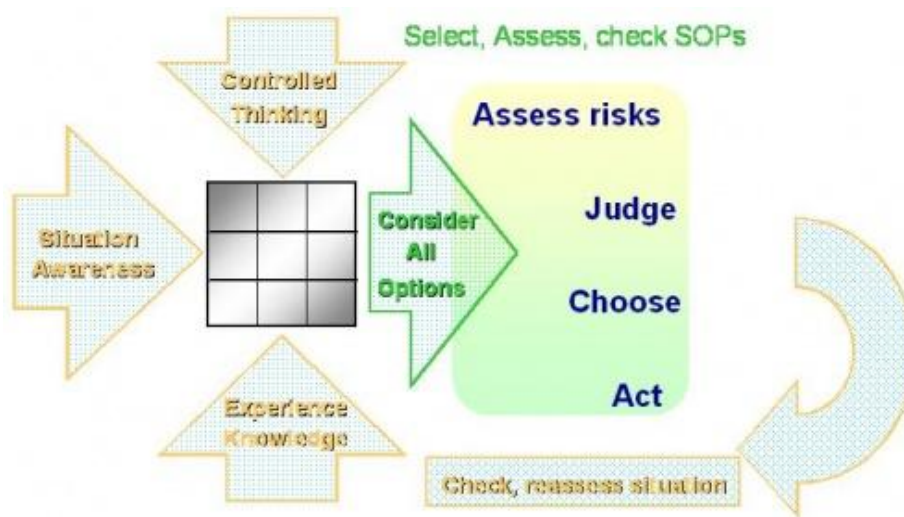 Select, Assess, check SOPs
Controlled
Thinking
Assess risks
Judge
Situation
Awareness
Consider
All
Options
Choose
Act
Experience
Knowledge
Check, reassess situation